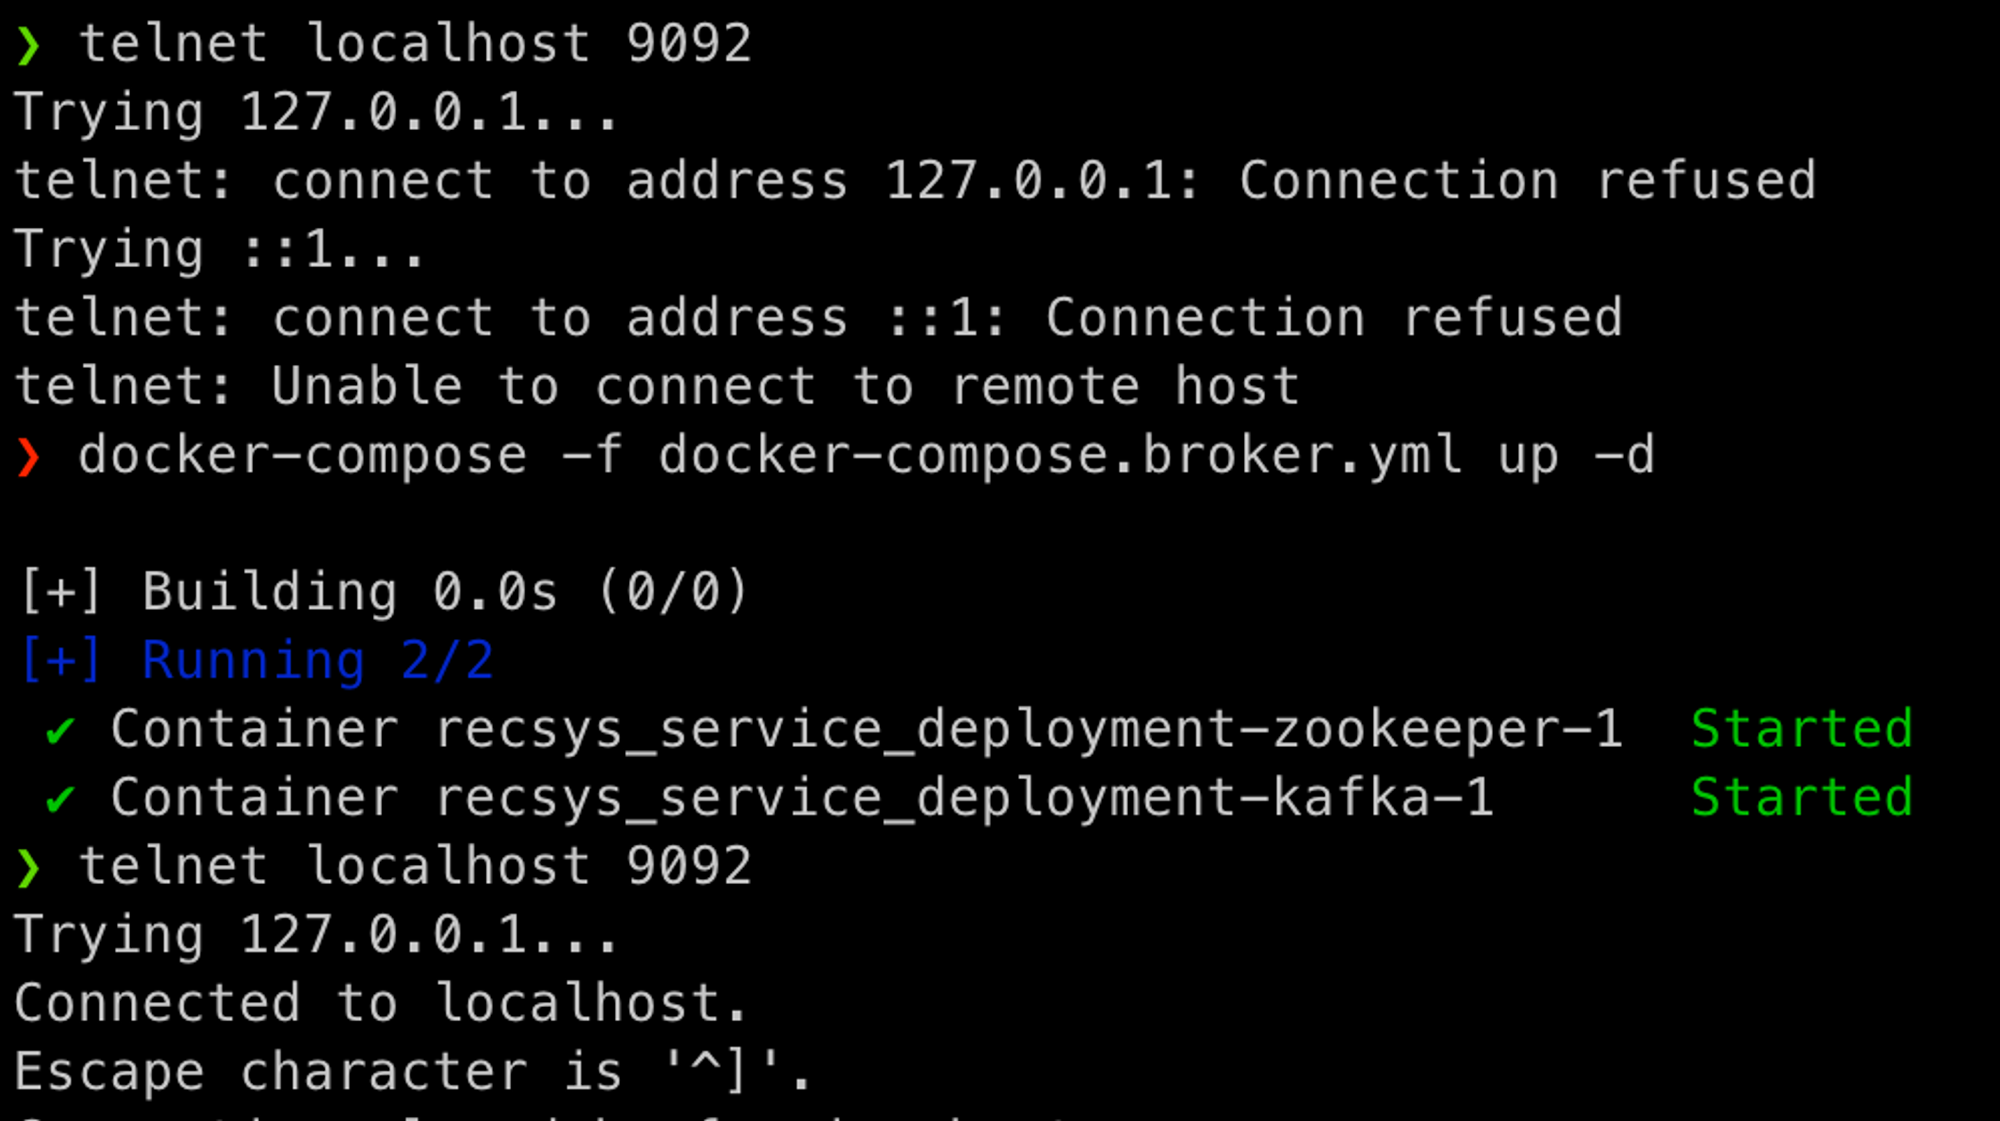 ❯ telnet localhost 9092
Trying 127.0.0.1...
telnet: connect to address 127.0.0.1: Connection refused
Trying ::1...
telnet: connect to address ::1: Connection refused
telnet: Unable to connect to remote host
❯ docker-compose -f docker-compose.broker.yml up -d
[+] Building 0.0s (0/0)
[+] Running 2/2
✔ Container recsys_service_deployment-zookeeper-1 Started
✔ Container recsys_service_deployment-kafka-1 Started
❯ telnet localhost 9092
Trying 127.0.0.1...
Connected to localhost.
Escape character is '^]'.